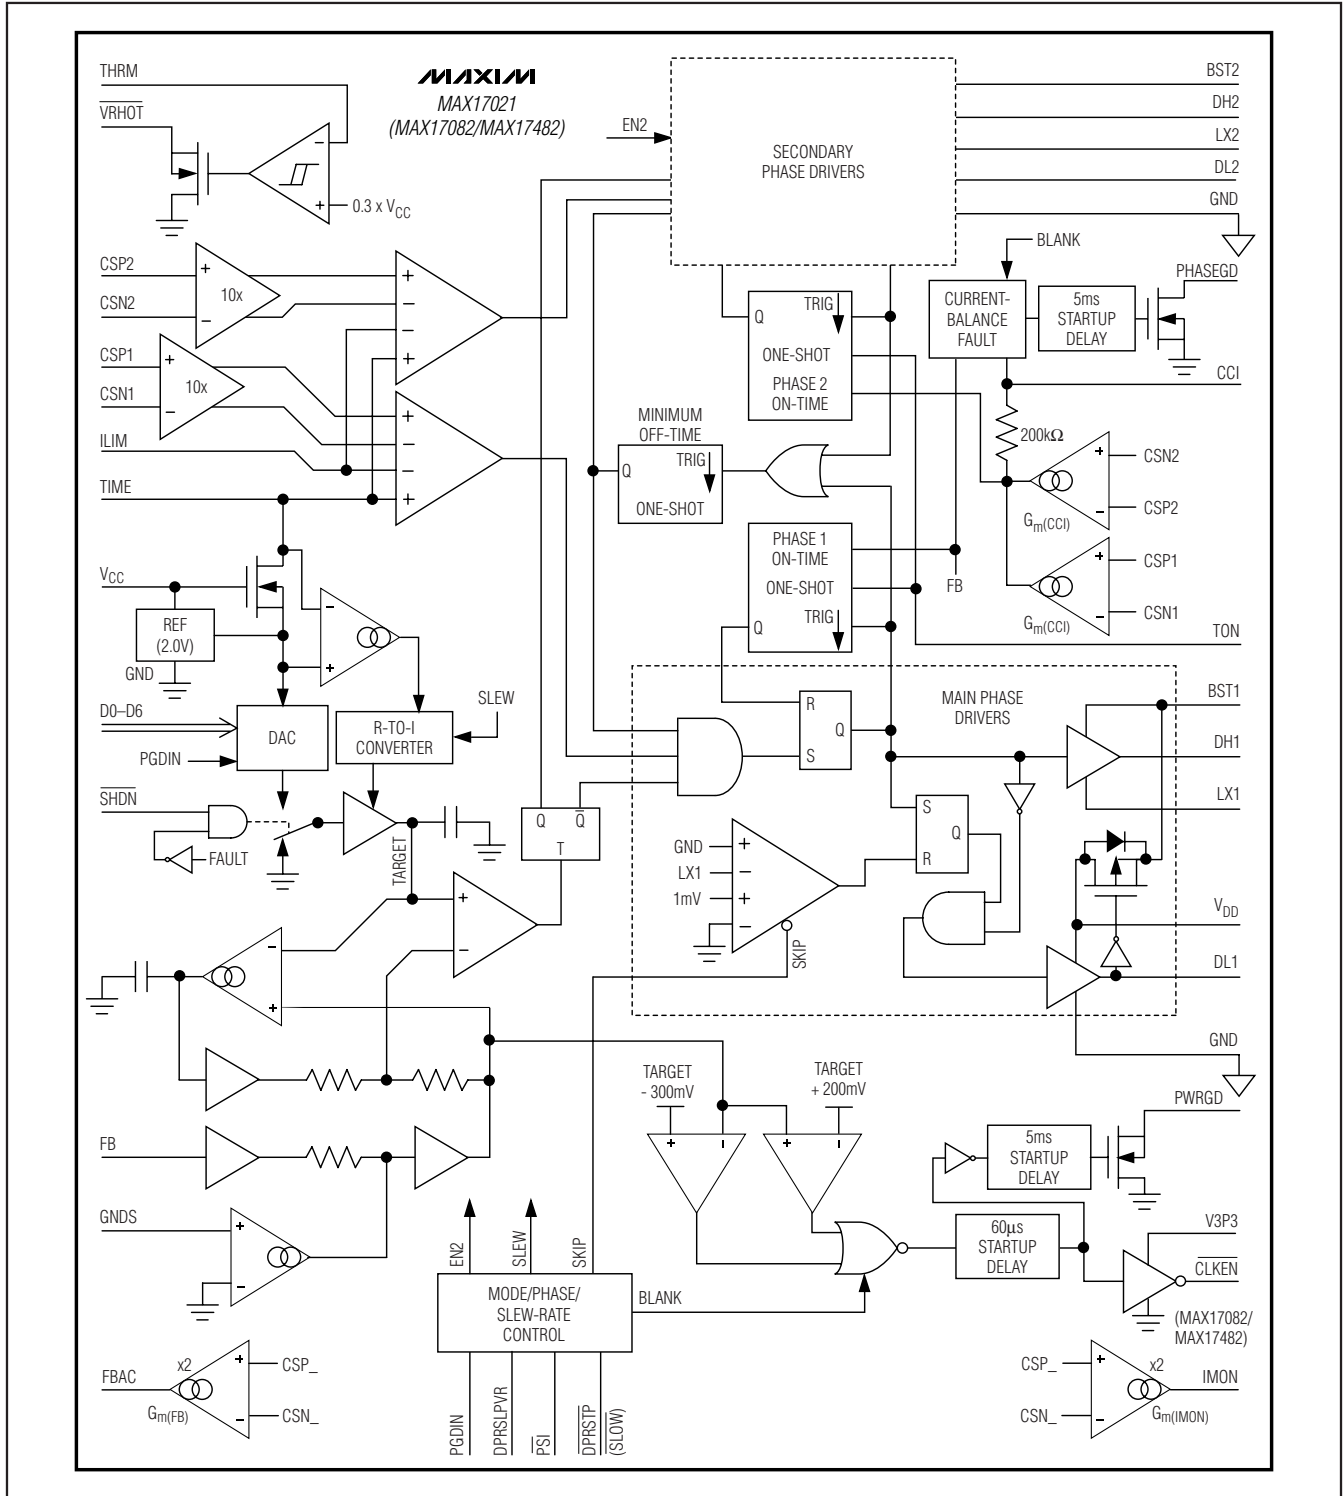 THRM
VRHOT
MAXIM
MAX17021
(MAX17082/MAX17482)
0.3 x VCC
EN2
SECONDARY
PHASE DRIVERS
BST2
DH2
LX2
DL2
GND
BLANK
PHASEGD
CURRENT-
BALANCE
FAULT
5ms
STARTUP
DELAY
CCI
CSP2
CSN2
10x
CSP1
CSN1
10x
ILIM
TIME
Q
TRIG
ONE-SHOT
PHASE 2
ON-TIME
MINIMUM
OFF-TIME
Q
TRIG
ONE-SHOT
200kΩ
CSN2
CSP2
Gm(CCI)
CSP1
CSN1
Gm(CCI)
PHASE 1
ON-TIME
ONE-SHOT
TRIG
Q
FB
TON
VCC
REF
(2.0V)
GND
D0–D6
DAC
PGDIN
R-TO-I
CONVERTER
SLEW
SHDN
FAULT
TARGET
Q
Q
T
MAIN PHASE
DRIVERS
R
Q
S
S
Q
R
GND
LX1
1mV
SKIP
BST1
DH1
LX1
VDD
DL1
GND
FB
GNDS
TARGET
- 300mV
TARGET
+ 200mV
PWRGD
5ms
STARTUP
DELAY
60µs
STARTUP
DELAY
V3P3
CLKEN
(MAX17082/
MAX17482)
EN2
SLEW
SKIP
MODE/PHASE/
SLEW-RATE
CONTROL
BLANK
PGDIN
DPRSLPVR
PSI
DPRSTP
(SLOW)
FBAC
x2
Gm(FB)
CSP_
CSN_
CSP_
CSN_
x2
Gm(IMON)
IMON